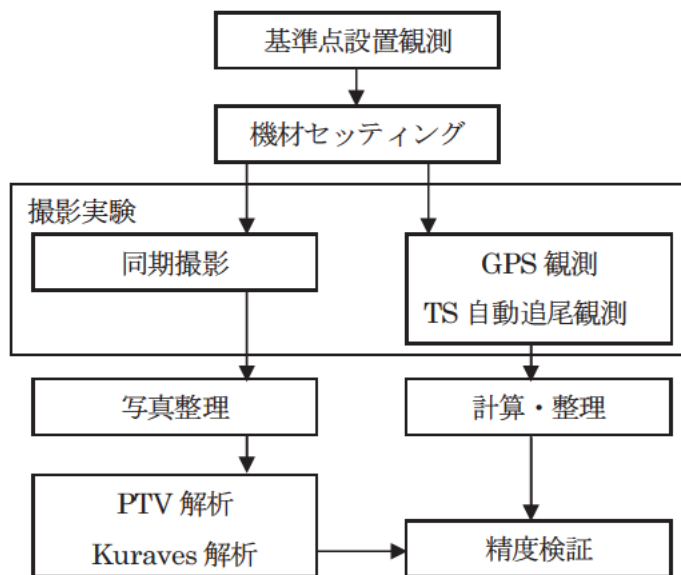 基準点設置観測
機材セッティング
撮影実験
同期撮影
GPS 観測
TS 自動追尾観測
写真整理
計算・整理
PTV 解析
Kuraves 解析
精度検証